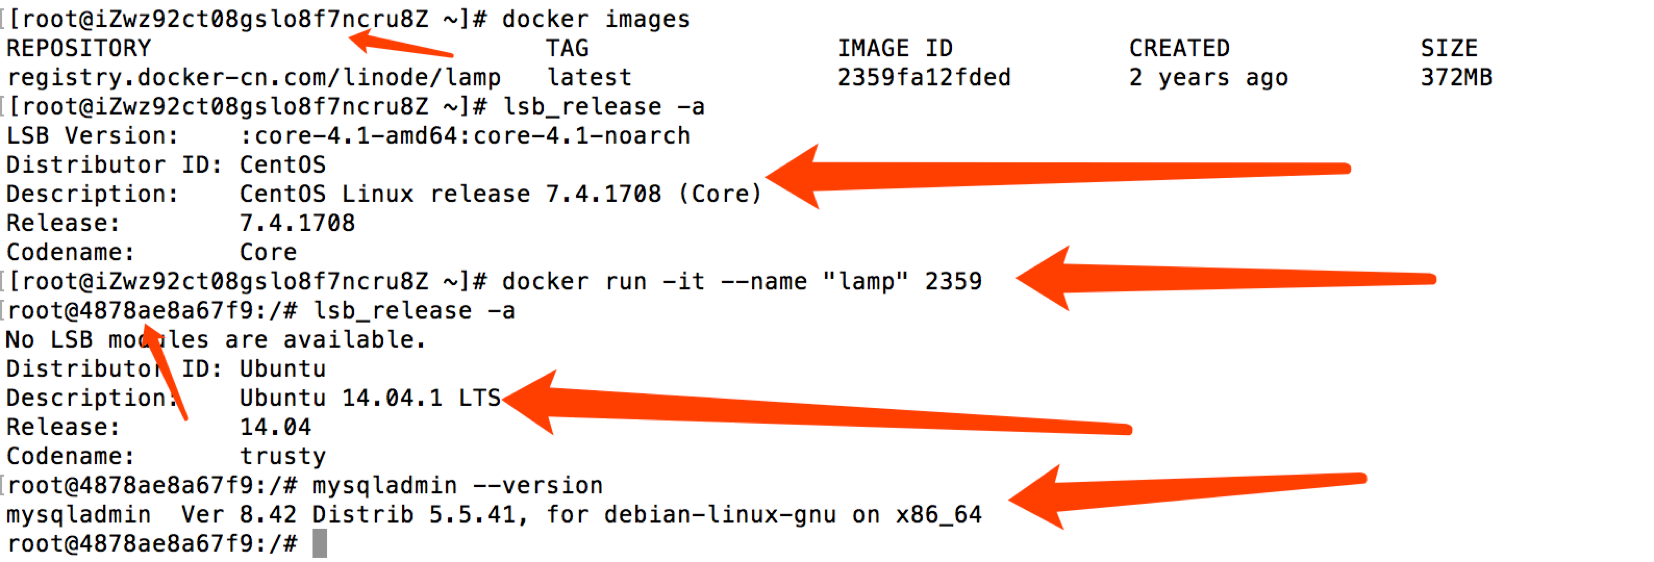 [[root@iZwz92ct08gslo8f7ncru8Z ~]# docker images
REPOSITORY TAG IMAGE ID CREATED SIZE
registry.docker-cn.com/linode/lamp latest 2359fa12fded 2 years ago 372MB
[[root@iZwz92ct08gslo8f7ncru8Z ~]# lsb_release -a
LSB Version: :core-4.1-amd64:core-4.1-noarch
Distributor ID: CentOS
Description: CentOS Linux release 7.4.1708 (Core)
Release: 7.4.1708
Codename: Core
[[root@iZwz92ct08gslo8f7ncru8Z ~]# docker run -it --name "lamp" 2359
[root@4878ae8a67f9:/# lsb_release -a
No LSB modules are available.
Distributor ID: Ubuntu
Description: Ubuntu 14.04.1 LTS
Release: 14.04
Codename: trusty
[root@4878ae8a67f9:/# mysqladmin --version
mysqladmin Ver 8.42 Distrib 5.5.41, for debian-linux-gnu on x86_64
root@4878ae8a67f9:/#